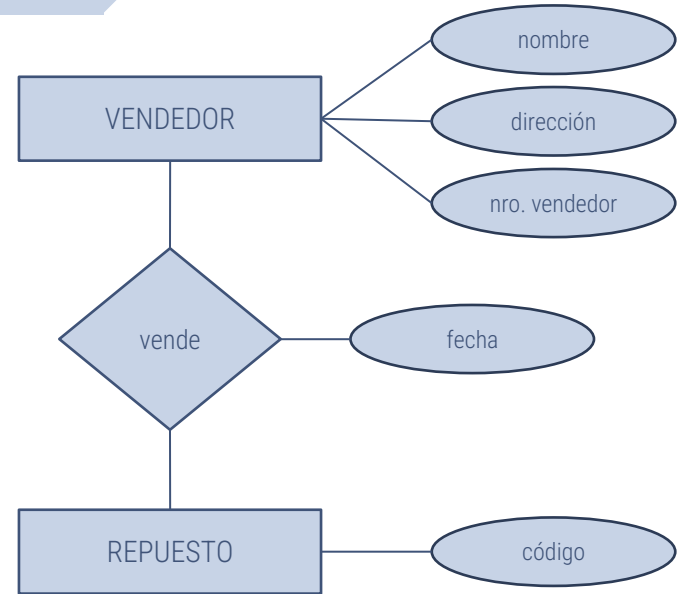 nombre
VENDEDOR
dirección
nro. vendedor
vende
fecha
REPUESTO
código